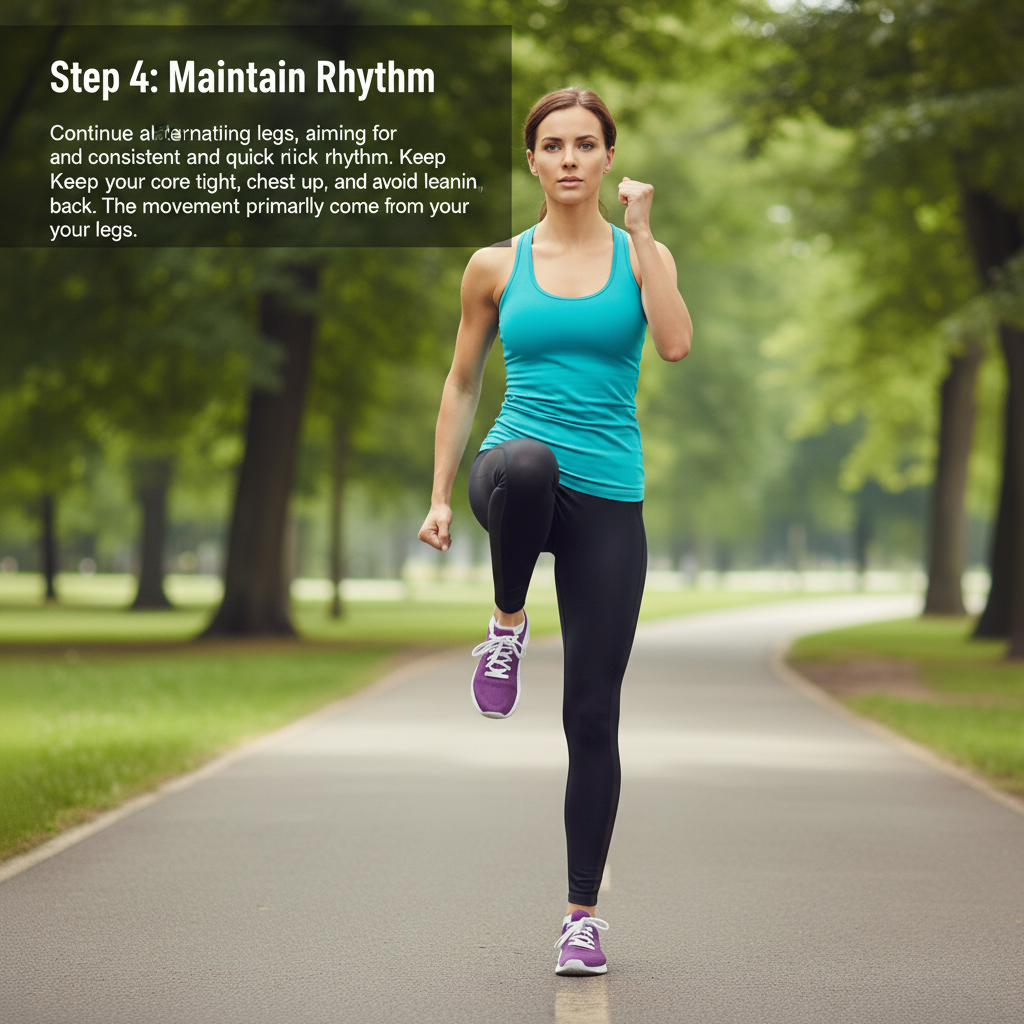 Step 4: Maintain Rhythm
Continue legs, aiming for
and consistent and quick rhythm. Keep
Keep your core tight, chest up, and avoid leanin
back. The movement primarlly come from your
your legs.